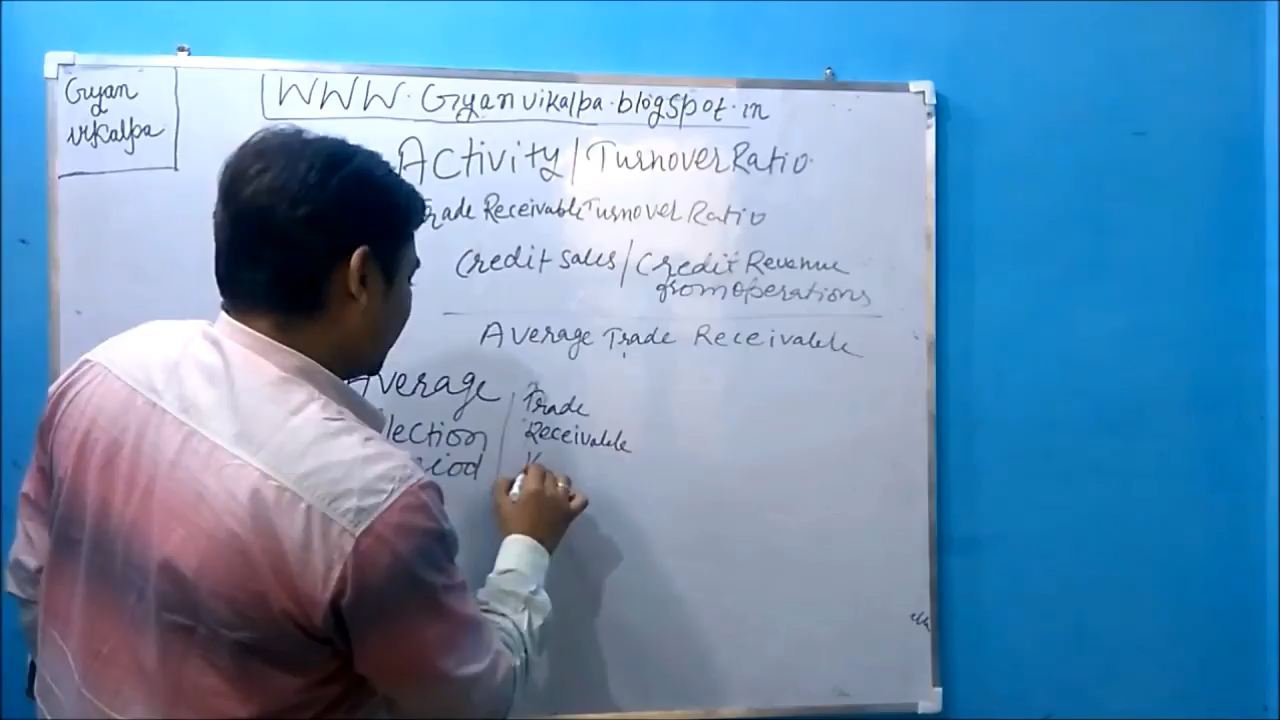 Gyan
vikalpa
WWW.Gyanvikalpa.blogspot.in
Activity/Turnover Ratio
Trade Receivable Turnover Ratio
Credit Sales/Credit Revenue
from operations
Average Trade Receivable
Average
Trade
Receivable